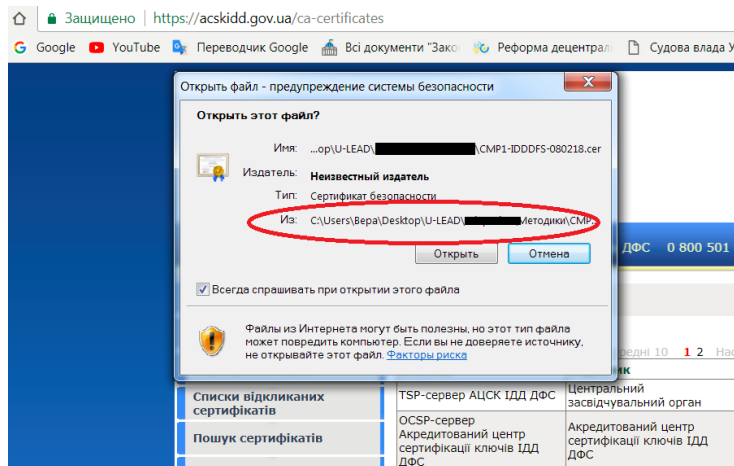 Защищено | https://acskidd.gov.ua/ca-certificates
Google YouTube Переводчик Google Всі документи "Зако Реформа децентрал Судова влада У
Открыть файл - предупреждение системы безопасности
Открыть этот файл?
Имя: ...op\U-LEAD\ \CMP1-IDDDFS-080218.cer
Издатель: Неизвестный издатель
Тип: Сертификат безопасности
Из: C:\Users\Вера\Desktop\U-LEAD\ Методики\CMP...
Открыть Отмена
ДФС 0 800 501
Всегда спрашивать при открытии этого файла
Файлы из Интернета могут быть полезны, но этот тип файла
может повредить компьютер. Если вы не доверяете источнику,
не открывайте этот файл. Факторы риска
редні 10 1 2 Нас
ик
Списки відкликаних
сертифікатів
TSP-сервер АЦСК ІДД ДФС
Центральний
засвідчувальний орган
Пошук сертифікатів
OCSP-сервер
Акредитований центр
сертифікації ключів ІДД
ДФС
Акредитований центр
сертифікації ключів ІДД
ДФС